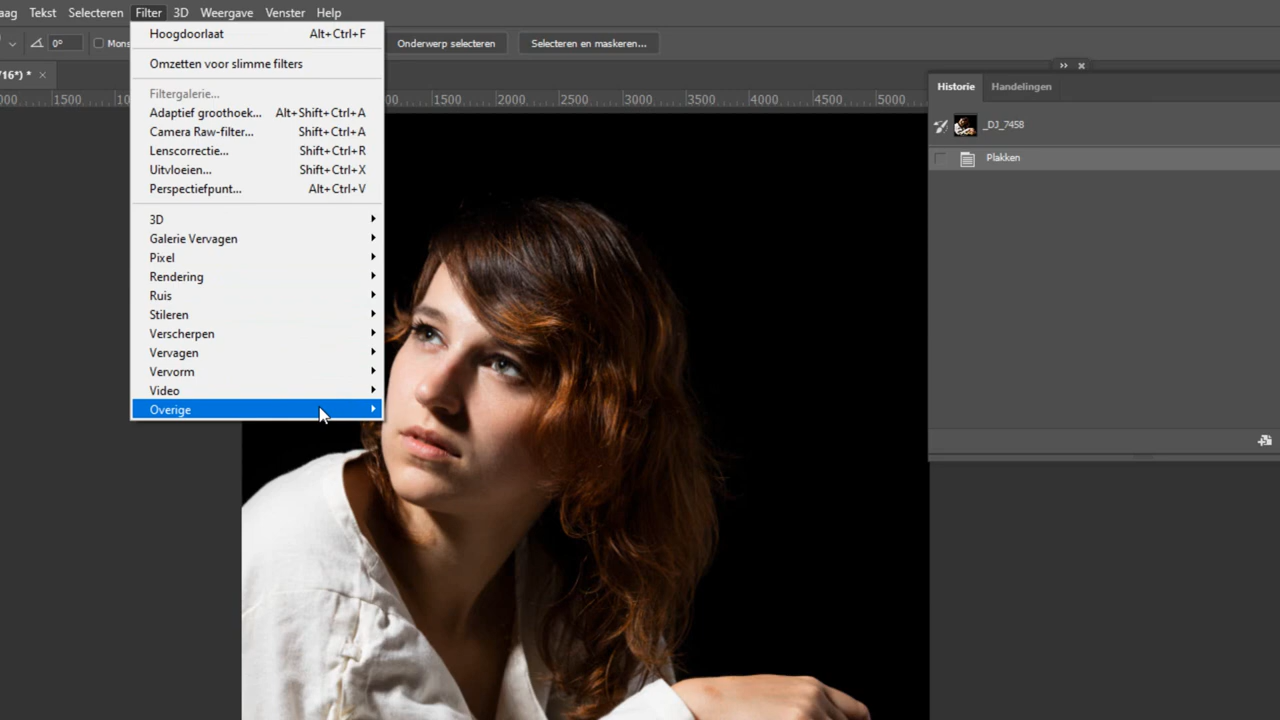 aag Tekst Selecteren Filter 3D Weergave Venster Help
0° Mons Onderwerp selecteren Selecteren en maskeren...
/16*) * ×
000 1500 10 00 1500 2000 2500 3000 3500 4000 4500 5000
Hoogdoorlaat Alt+Ctrl+F
Omzetten voor slimme filters
Filtergalerie...
Adaptief groothoek... Alt+Shift+Ctrl+A
Camera Raw-filter... Shift+Ctrl+A
Lenscorrectie... Shift+Ctrl+R
Uitvloeien... Shift+Ctrl+X
Perspectiefpunt... Alt+Ctrl+V
3D
Galerie Vervagen
Pixel
Rendering
Ruis
Stileren
Verscherpen
Vervagen
Vervorm
Video
Overige
Historie Handelingen
_DJ_7458
Plakken